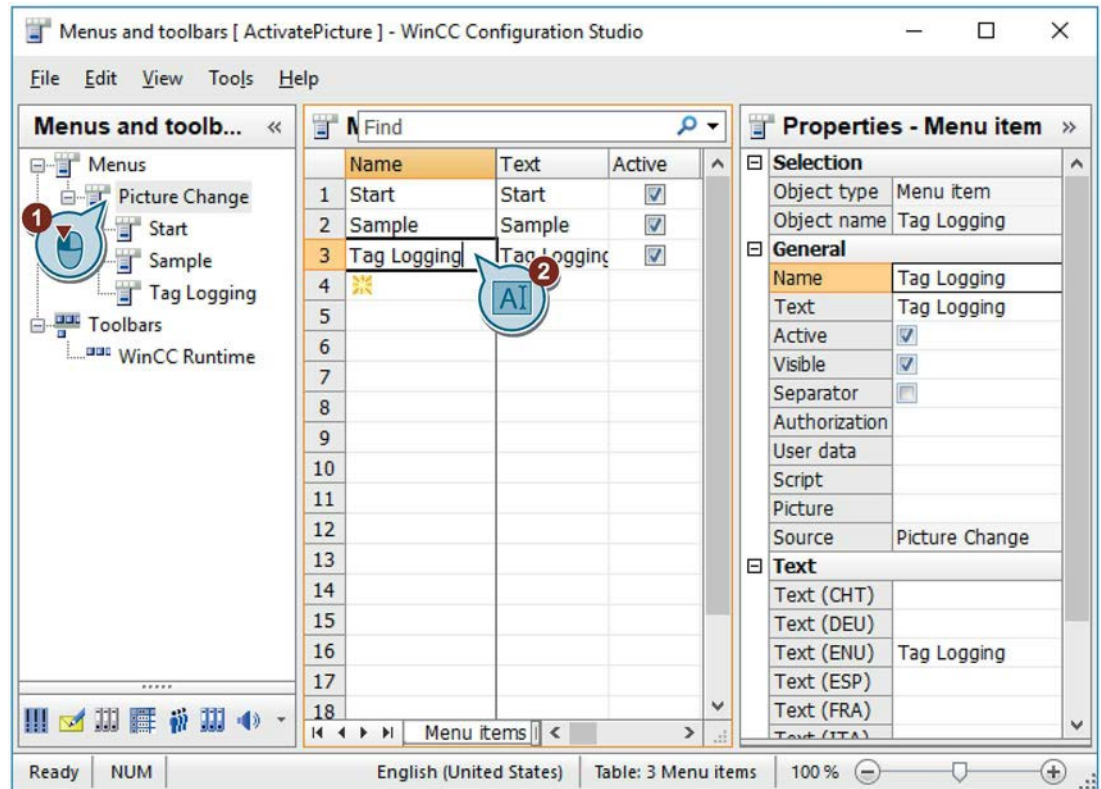 Menus and toolbars [ ActivatePicture ] - WinCC Configuration Studio
File Edit View Tools Help
Menus and toolb... «
Menus
Picture Change
1
Start
Sample
Tag Logging
Toolbars
WinCC Runtime
Find
Name Text Active
1 Start Start
2 Sample Sample
3 Tag Logging Tag Logging
2
AI
4
5
6
7
8
9
10
11
12
13
14
15
16
17
18
Menu items
Properties - Menu item »
Selection
Object type Menu item
Object name Tag Logging
General
Name Tag Logging
Text Tag Logging
Active
Visible
Separator
Authorization
User data
Script
Picture
Source Picture Change
Text
Text (CHT)
Text (DEU)
Text (ENU) Tag Logging
Text (ESP)
Text (FRA)
Text (ITA)
Ready NUM English (United States) Table: 3 Menu items 100 %